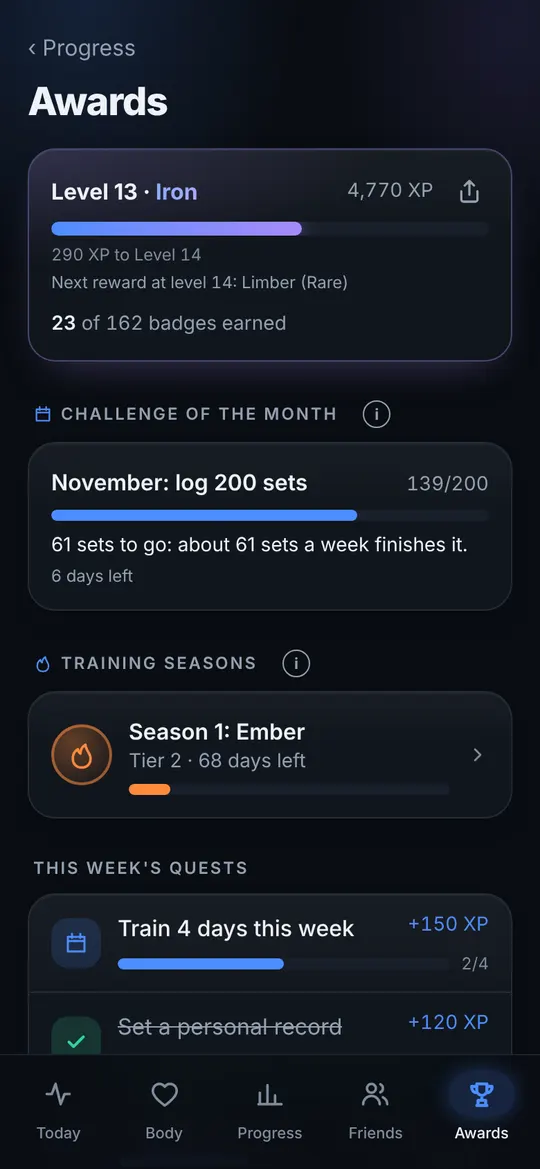 ‹ Progress
Awards
Level 13 · Iron
4,770 XP
290 XP to Level 14
Next reward at level 14: Limber (Rare)
23 of 162 badges earned
CHALLENGE OF THE MONTH
November: log 200 sets
139/200
61 sets to go: about 61 sets a week finishes it.
6 days left
TRAINING SEASONS
Season 1: Ember
Tier 2 · 68 days left
THIS WEEK'S QUESTS
Train 4 days this week
+150 XP
2/4
Set a personal record
+120 XP
Today
Body
Progress
Friends
Awards